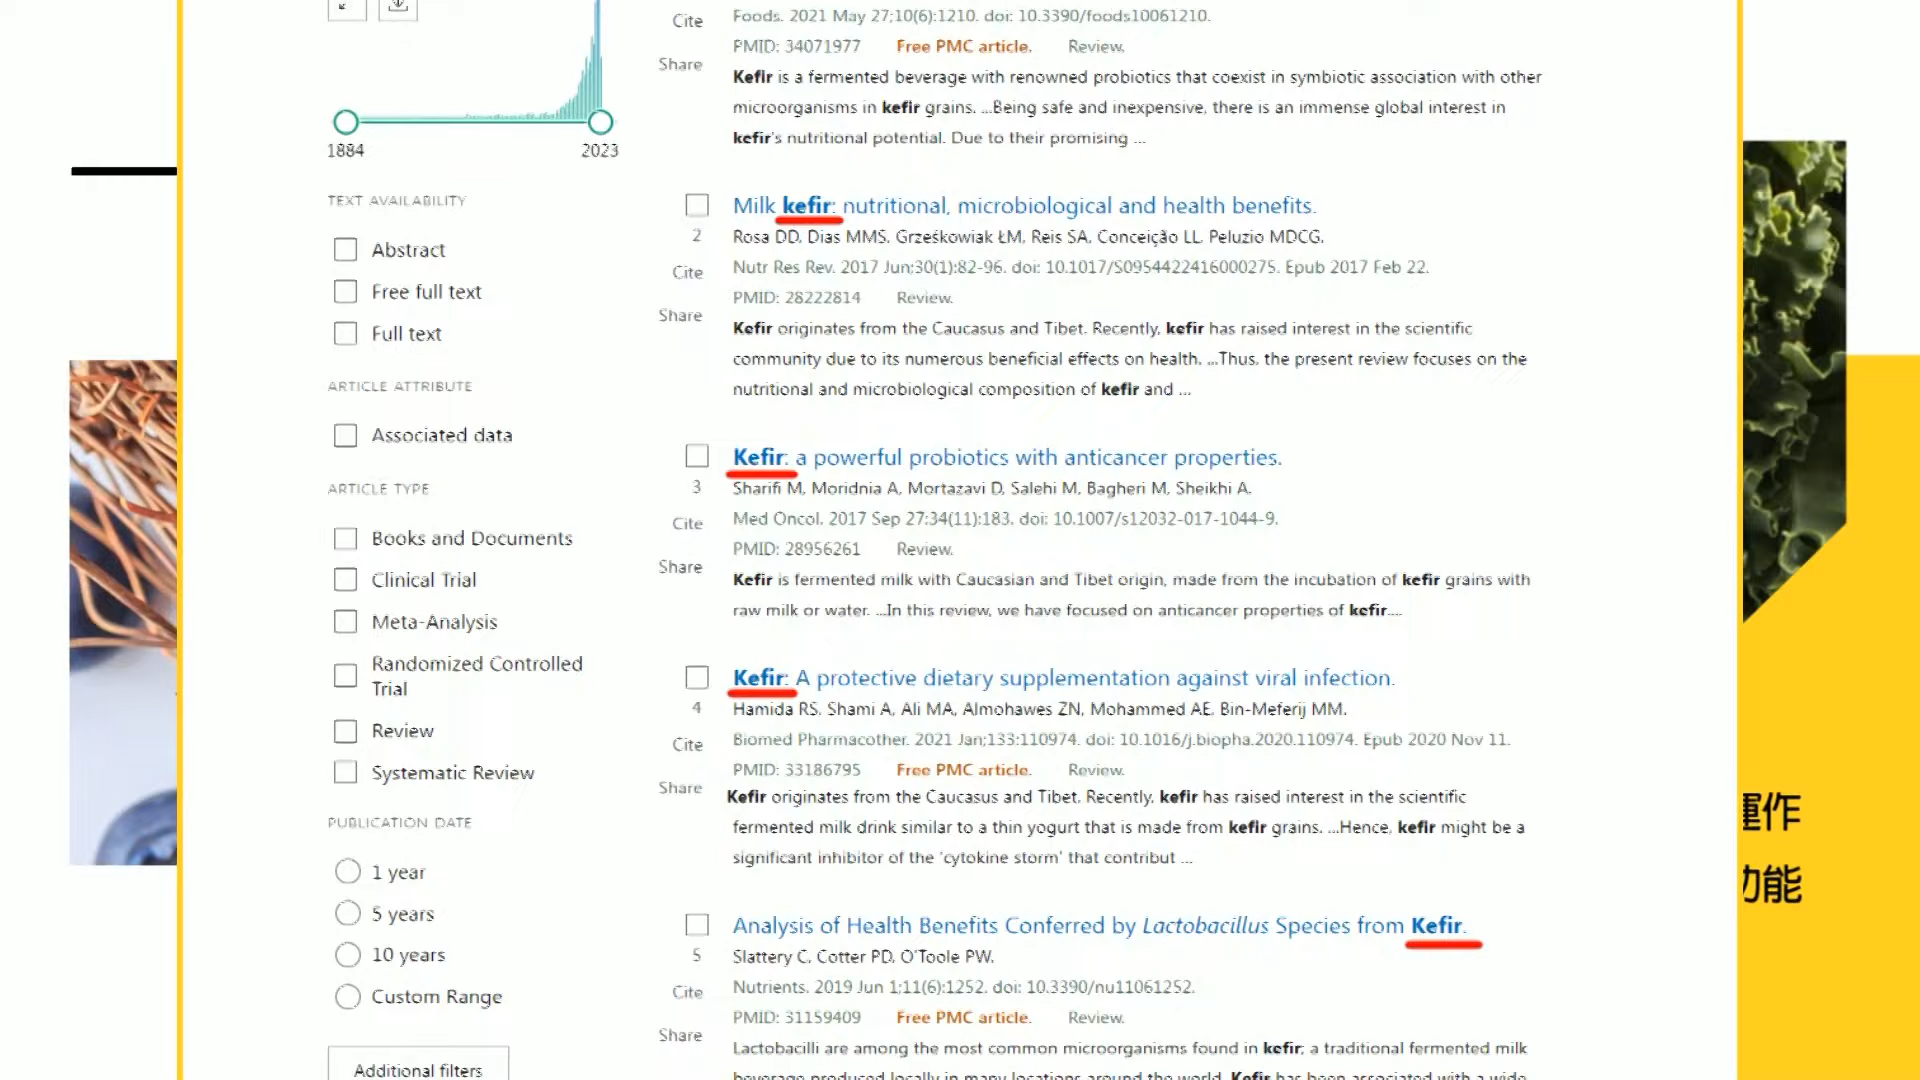 1884
2023
TEXT AVAILABILITY
Abstract
Free full text
Full text
ARTICLE ATTRIBUTE
Associated data
ARTICLE TYPE
Books and Documents
Clinical Trial
Meta-Analysis
Randomized Controlled
Trial
Review
Systematic Review
PUBLICATION DATE
1 year
5 years
10 years
Custom Range
Additional filters
Cite
Share
Foods. 2021 May 27;10(6):1210. doi: 10.3390/foods10061210.
PMID: 34071977 Free PMC article. Review.
Kefir is a fermented beverage with renowned probiotics that coexist in symbiotic association with other
microorganisms in kefir grains. ...Being safe and inexpensive, there is an immense global interest in
kefir's nutritional potential. Due to their promising ...
2
Cite
Share
Milk kefir: nutritional, microbiological and health benefits.
Rosa DD, Dias MMS, Grześkowiak ŁM, Reis SA, Conceição LL, Peluzio MDCG.
Nutr Res Rev. 2017 Jun;30(1):82-96. doi: 10.1017/S0954422416000275. Epub 2017 Feb 22.
PMID: 28222814 Review.
Kefir originates from the Caucasus and Tibet. Recently, kefir has raised interest in the scientific
community due to its numerous beneficial effects on health. ...Thus, the present review focuses on the
nutritional and microbiological composition of kefir and ...
3
Cite
Share
Kefir: a powerful probiotics with anticancer properties.
Sharifi M, Moridnia A, Mortazavi D, Salehi M, Bagheri M, Sheikhi A.
Med Oncol. 2017 Sep 27;34(11):183. doi: 10.1007/s12032-017-1044-9.
PMID: 28956261 Review.
Kefir is fermented milk with Caucasian and Tibet origin, made from the incubation of kefir grains with
raw milk or water. ...In this review, we have focused on anticancer properties of kefir....
4
Cite
Share
Kefir: A protective dietary supplementation against viral infection.
Hamida RS, Shami A, Ali MA, Almohawes ZN, Mohammed AE, Bin-Meferij MM.
Biomed Pharmacother. 2021 Jan;133:110974. doi: 10.1016/j.biopha.2020.110974. Epub 2020 Nov 11.
PMID: 33186795 Free PMC article. Review.
Kefir originates from the Caucasus and Tibet. Recently, kefir has raised interest in the scientific
fermented milk drink similar to a thin yogurt that is made from kefir grains. ...Hence, kefir might be a
significant inhibitor of the 'cytokine storm' that contribut ...
5
Cite
Share
Analysis of Health Benefits Conferred by Lactobacillus Species from Kefir.
Slattery C, Cotter PD, O'Toole PW.
Nutrients. 2019 Jun 1;11(6):1252. doi: 10.3390/nu11061252.
PMID: 31159409 Free PMC article. Review.
Lactobacilli are among the most common microorganisms found in kefir; a traditional fermented milk
beverage produced locally in many locations around the world. Kefir has been associated with a wide
運作
功能